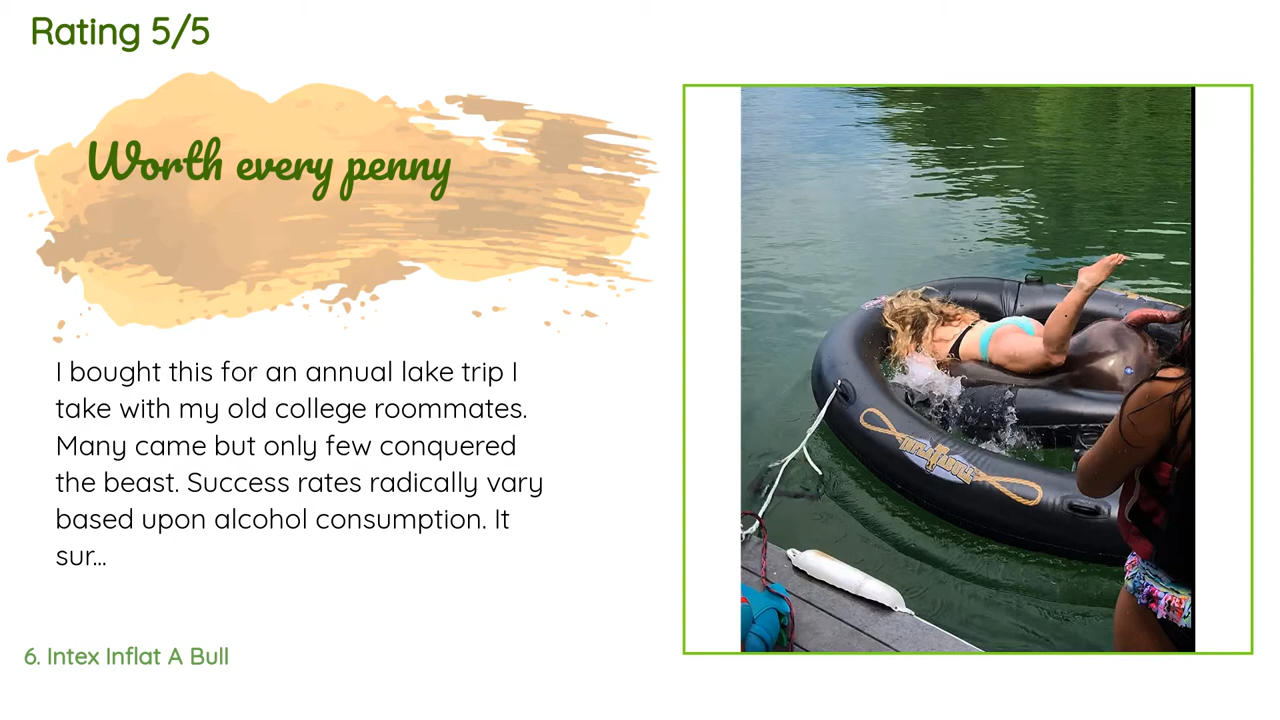 Rating 5/5
Worth every penny
I bought this for an annual lake trip I
take with my old college roommates.
Many came but only few conquered
the beast. Success rates radically vary
based upon alcohol consumption. It
sur...
INFLATABULL
6. Intex Inflat A Bull